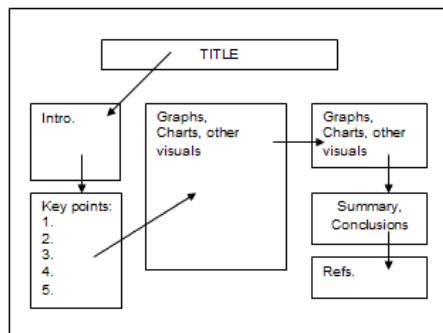 TITLE
Intro.
Key points:
1.
2.
3.
4.
5.
Graphs,
Charts, other
visuals
Graphs,
Charts, other
visuals
Summary,
Conclusions
Refs.